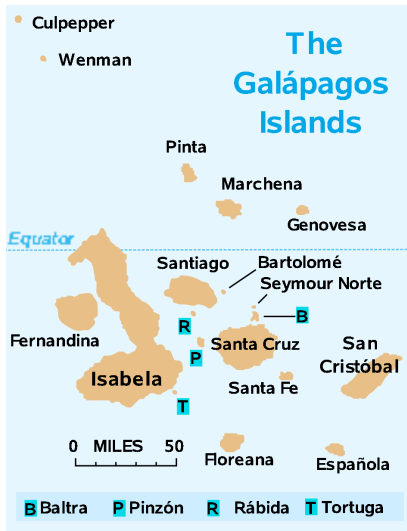 Culpepper
Wenman
The
Galápagos
Islands
Pinta
Marchena
Genovesa
Equator
Santiago
Bartolomé
Seymour Norte
R
B
Fernandina
P
Santa Cruz
San
Cristóbal
Isabela
Santa Fe
T
0 MILES 50
Floreana
Española
B Baltra P Pinzón R Rábida T Tortuga